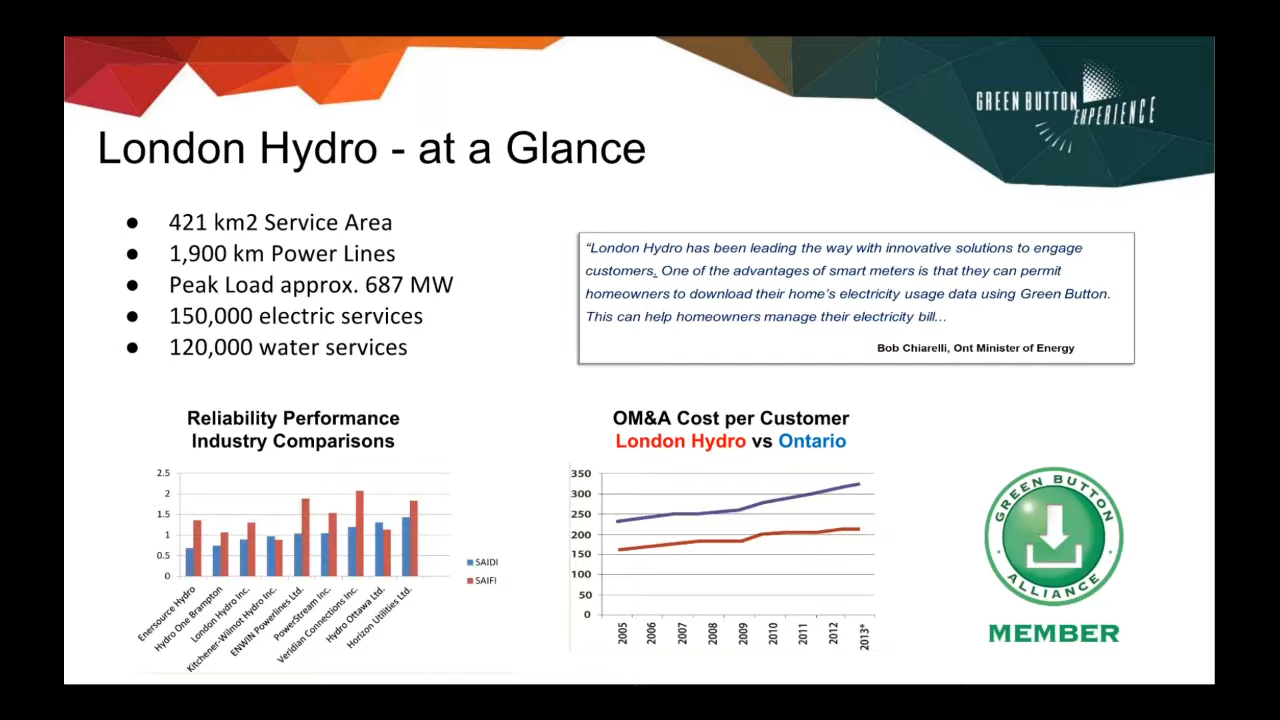 GREEN BUTTON
EXPERIENCE
London Hydro - at a Glance
● 421 km2 Service Area
● 1,900 km Power Lines
● Peak Load approx. 687 MW
● 150,000 electric services
● 120,000 water services
“London Hydro has been leading the way with innovative solutions to engage
customers. One of the advantages of smart meters is that they can permit
homeowners to download their home’s electricity usage data using Green Button.
This can help homeowners manage their electricity bill…
Bob Chiarelli, Ont Minister of Energy
Reliability Performance
Industry Comparisons
2.5
2
1.5
1
0.5
0
Enersource Hydro
Hydro One Brampton
London Hydro Inc.
Kitchener-Wilmot Hydro Inc.
ENWIN Powerlines Ltd.
PowerStream Inc.
Veridian Connections Inc.
Hydro Ottawa Ltd.
Horizon Utilities Ltd.
SAIDI
SAIFI
OM&A Cost per Customer
London Hydro vs Ontario
350
300
250
200
150
100
50
0
2005
2006
2007
2008
2009
2010
2011
2012
2013*
GREEN BUTTON
ALLIANCE
MEMBER